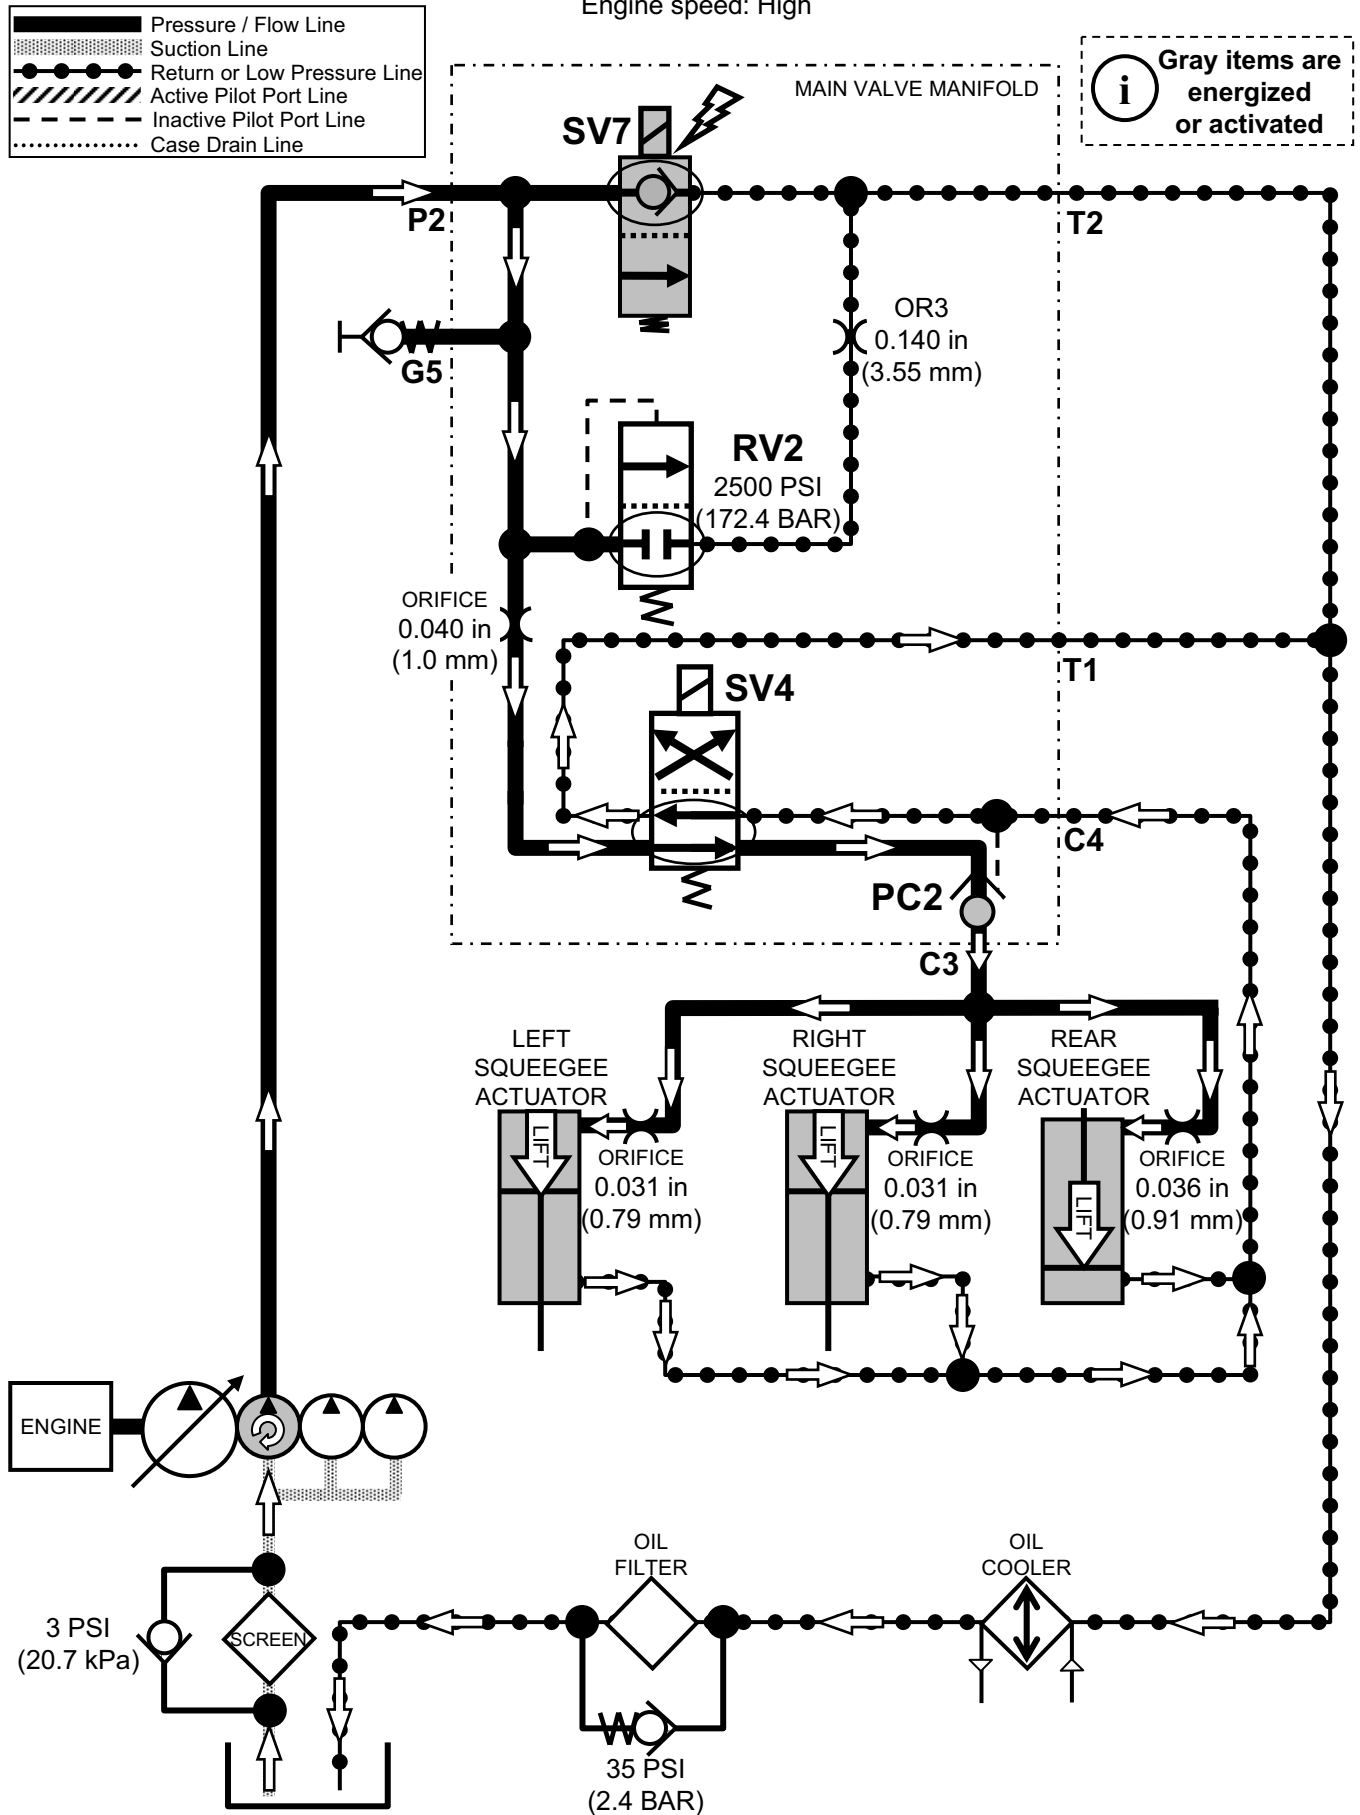 Engine speed: High
Pressure / Flow Line
Suction Line
Return or Low Pressure Line
Active Pilot Port Line
Inactive Pilot Port Line
Case Drain Line
MAIN VALVE MANIFOLD
i
Gray items are
energized
or activated
SV7
P2
T2
G5
OR3
0.140 in
(3.55 mm)
RV2
2500 PSI
(172.4 BAR)
ORIFICE
0.040 in
(1.0 mm)
T1
SV4
C4
PC2
C3
LEFT
SQUEEGEE
ACTUATOR
RIGHT
SQUEEGEE
ACTUATOR
REAR
SQUEEGEE
ACTUATOR
LIFT
ORIFICE
0.031 in
(0.79 mm)
LIFT
ORIFICE
0.031 in
(0.79 mm)
LIFT
ORIFICE
0.036 in
(0.91 mm)
ENGINE
OIL
FILTER
OIL
COOLER
3 PSI
(20.7 kPa)
SCREEN
35 PSI
(2.4 BAR)